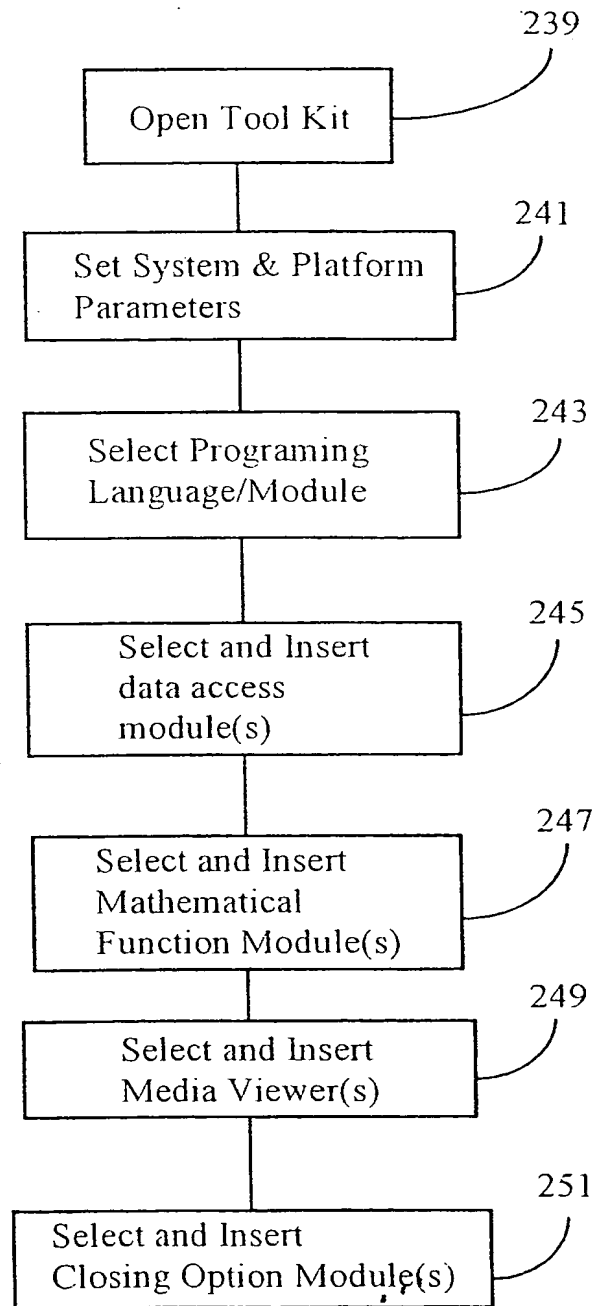 239
Open Tool Kit
241
Set System & Platform
Parameters
243
Select Programing
Language/Module
245
Select and Insert
data access
module(s)
247
Select and Insert
Mathematical
Function Module(s)
249
Select and Insert
Media Viewer(s)
251
Select and Insert
Closing Option Module(s)